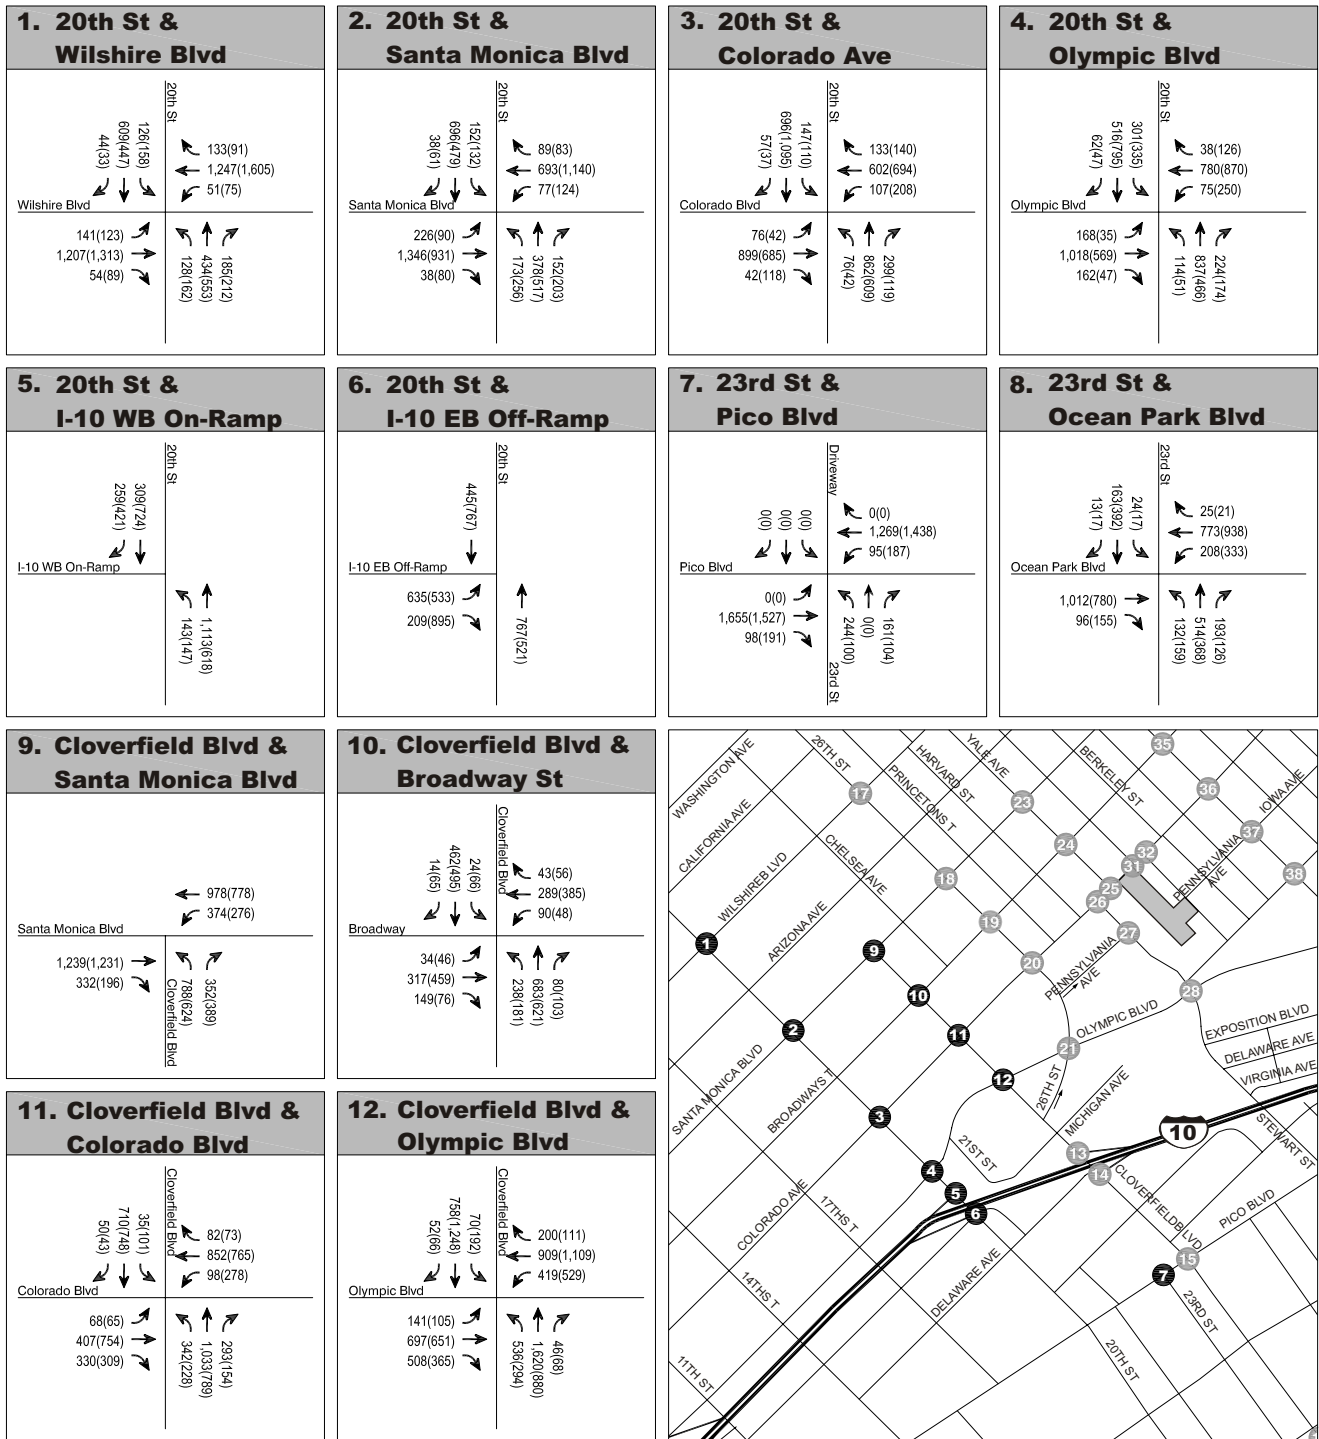 1. 20th St &
Wilshire Blvd
20th St
44(33)
609(447)
126(158)
133(91)
1,247(1,605)
51(75)
Wilshire Blvd
141(123)
1,207(1,313)
54(89)
128(162)
434(553)
185(212)
2. 20th St &
Santa Monica Blvd
20th St
38(61)
696(479)
152(132)
89(83)
693(1,140)
77(124)
Santa Monica Blvd
226(90)
1,346(931)
38(80)
173(256)
378(517)
152(203)
3. 20th St &
Colorado Ave
20th St
57(37)
696(1,095)
147(110)
133(140)
602(694)
107(208)
Colorado Blvd
76(42)
899(685)
42(118)
76(42)
862(609)
299(119)
4. 20th St &
Olympic Blvd
20th St
62(47)
516(795)
301(335)
38(126)
780(870)
75(250)
Olympic Blvd
168(35)
1,018(569)
162(47)
114(51)
837(466)
224(174)
5. 20th St &
I-10 WB On-Ramp
20th St
259(421)
309(724)
I-10 WB On-Ramp
143(147)
1,113(618)
6. 20th St &
I-10 EB Off-Ramp
20th St
445(767)
I-10 EB Off-Ramp
635(533)
209(895)
767(521)
7. 23rd St &
Pico Blvd
Driveway
0(0)
0(0)
0(0)
0(0)
1,269(1,438)
95(187)
Pico Blvd
0(0)
1,655(1,527)
98(191)
244(100)
0(0)
161(104)
23rd St
8. 23rd St &
Ocean Park Blvd
23rd St
13(17)
163(392)
24(17)
25(21)
773(938)
208(333)
Ocean Park Blvd
1,012(780)
96(155)
132(159)
514(368)
193(126)
9. Cloverfield Blvd &
Santa Monica Blvd
978(778)
374(276)
Santa Monica Blvd
1,239(1,231)
332(196)
Cloverfield Blvd
788(624)
352(389)
10. Cloverfield Blvd &
Broadway St
Cloverfield Blvd
14(65)
462(495)
24(66)
43(56)
289(385)
90(48)
Broadway
34(46)
317(459)
149(76)
238(181)
683(621)
80(103)
11. Cloverfield Blvd &
Colorado Blvd
Cloverfield Blvd
50(43)
710(748)
35(101)
82(73)
852(765)
98(278)
Colorado Blvd
68(65)
407(754)
330(309)
342(228)
1,033(789)
293(154)
12. Cloverfield Blvd &
Olympic Blvd
Cloverfield Blvd
52(66)
758(1,248)
70(192)
200(111)
909(1,109)
419(529)
Olympic Blvd
141(105)
697(651)
508(365)
536(294)
1,620(880)
46(68)
WASHINGTON AVE
26TH ST
HARVARD ST
YALE AVE
BERKELEY ST
35
36
IOWA AVE
17
PRINCETONS T
23
37
CALIFORNIA AVE
CHELSEA AVE
24
32
31
PENNSYLVANIA
AVE
38
WILSHIREB LVD
18
25
26
ARIZONA AVE
19
27
1
9
20
PENNSYLVANIA
AVE
10
28
2
11
OLYMPIC BLVD
EXPOSITION BLVD
21
DELAWARE AVE
SANTA MONICA BLVD
BROADWAYS T
12
26TH ST
VIRGINIA AVE
MICHIGAN AVE
3
10
21ST ST
13
STEWART ST
4
14
5
6
CLOVERFIELDB LVD
PICO BLVD
COLORADO AVE
17THS T
15
7
DELAWARE AVE
14THS T
23RD ST
20TH ST
11TH ST